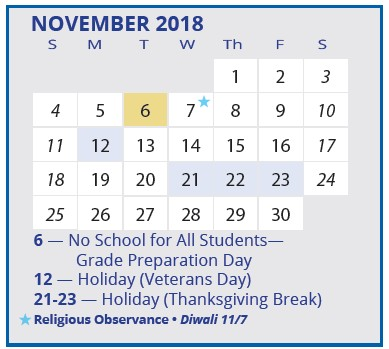 NOVEMBER 2018
S M T W Th F S
1 2 3
4 5 6 7 8 9 10
11 12 13 14 15 16 17
18 19 20 21 22 23 24
25 26 27 28 29 30
6 — No School for All Students—
Grade Preparation Day
12 — Holiday (Veterans Day)
21-23 — Holiday (Thanksgiving Break)
Religious Observance • Diwali 11/7